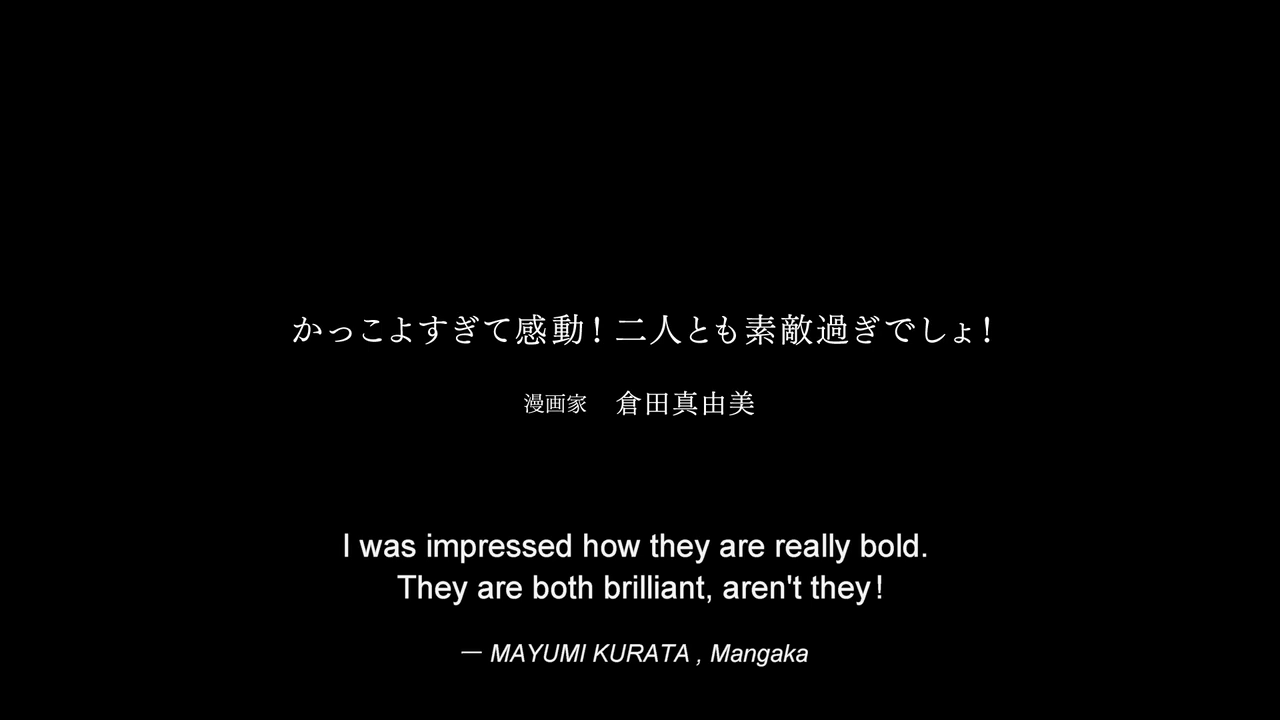 かっこよすぎて感動！二人とも素敵過ぎでしょ！
漫画家　倉田真由美
I was impressed how they are really bold.
They are both brilliant, aren't they！
― MAYUMI KURATA , Mangaka